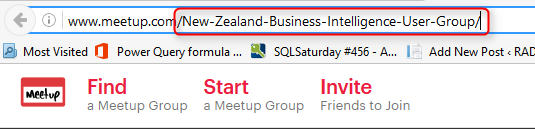 www.meetup.com/New-Zealand-Business-Intelligence-User-Group/
Most Visited Power Query formula ... SQLSaturday #456 - A... Add New Post ‹ RAD
Meetup Find Start Invite
a Meetup Group a Meetup Group Friends to Join